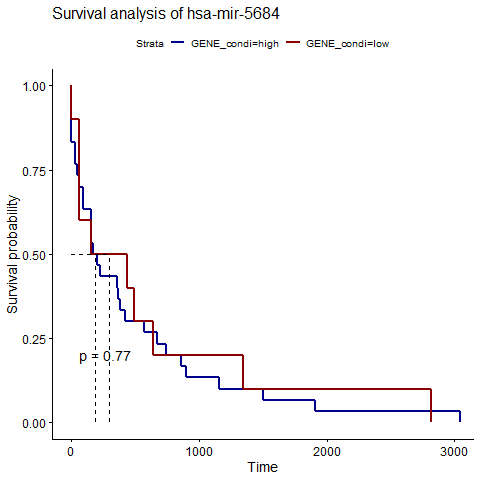 Survival analysis of hsa-mir-5684
Strata GENE_condi=high GENE_condi=low
1.00
0.75
0.50
0.25
0.00
Survival probability
p = 0.77
0 1000 2000 3000
Time